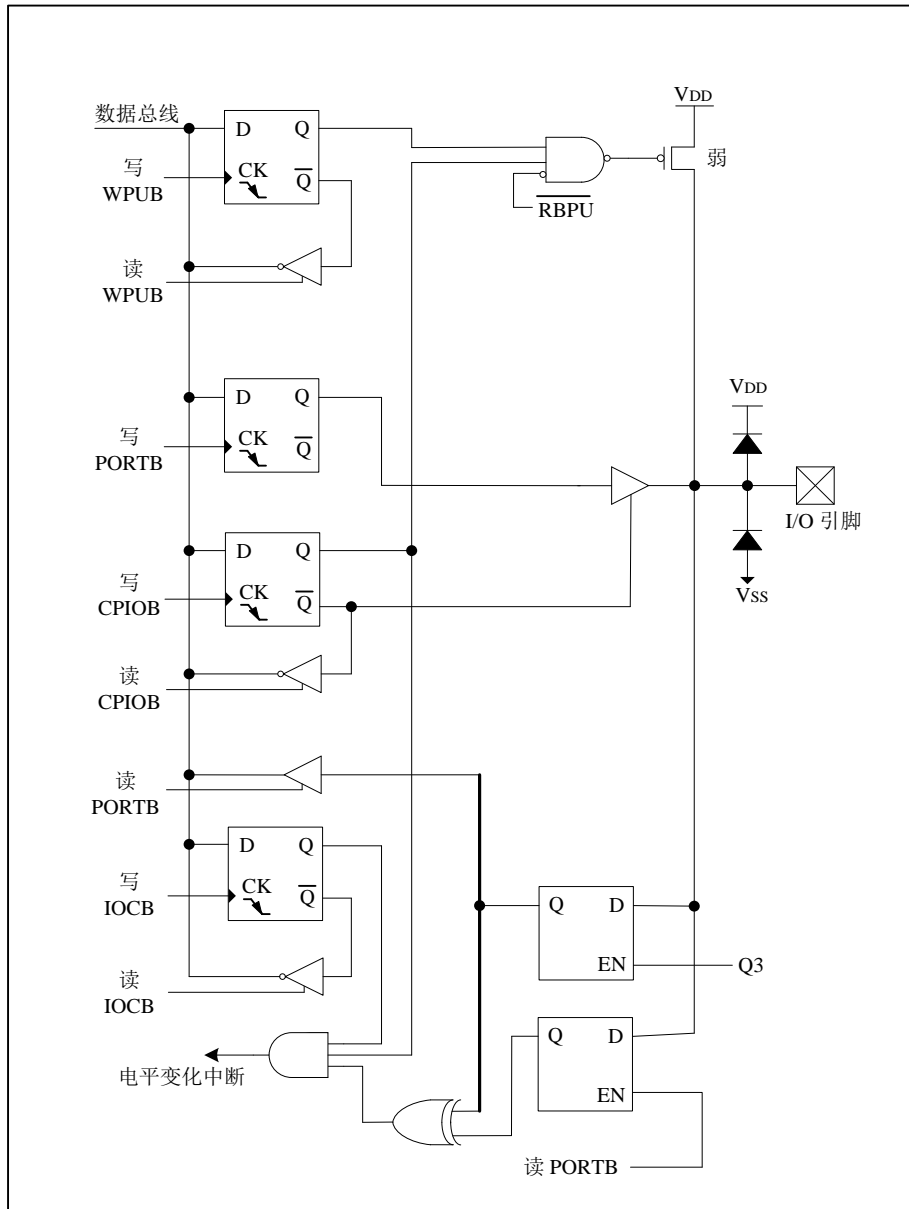 VDD
数据总线
D Q
弱
写
WPUB
CK
Q
RBPU
读
WPUB
D Q
VDD
写
PORTB
CK
Q
I/O 引脚
D Q
写
CPIOB
CK
Q
VSS
读
CPIOB
读
PORTB
D Q
写
IOCB
CK
Q
Q D
EN
Q3
读
IOCB
Q D
EN
电平变化中断
读 PORTB